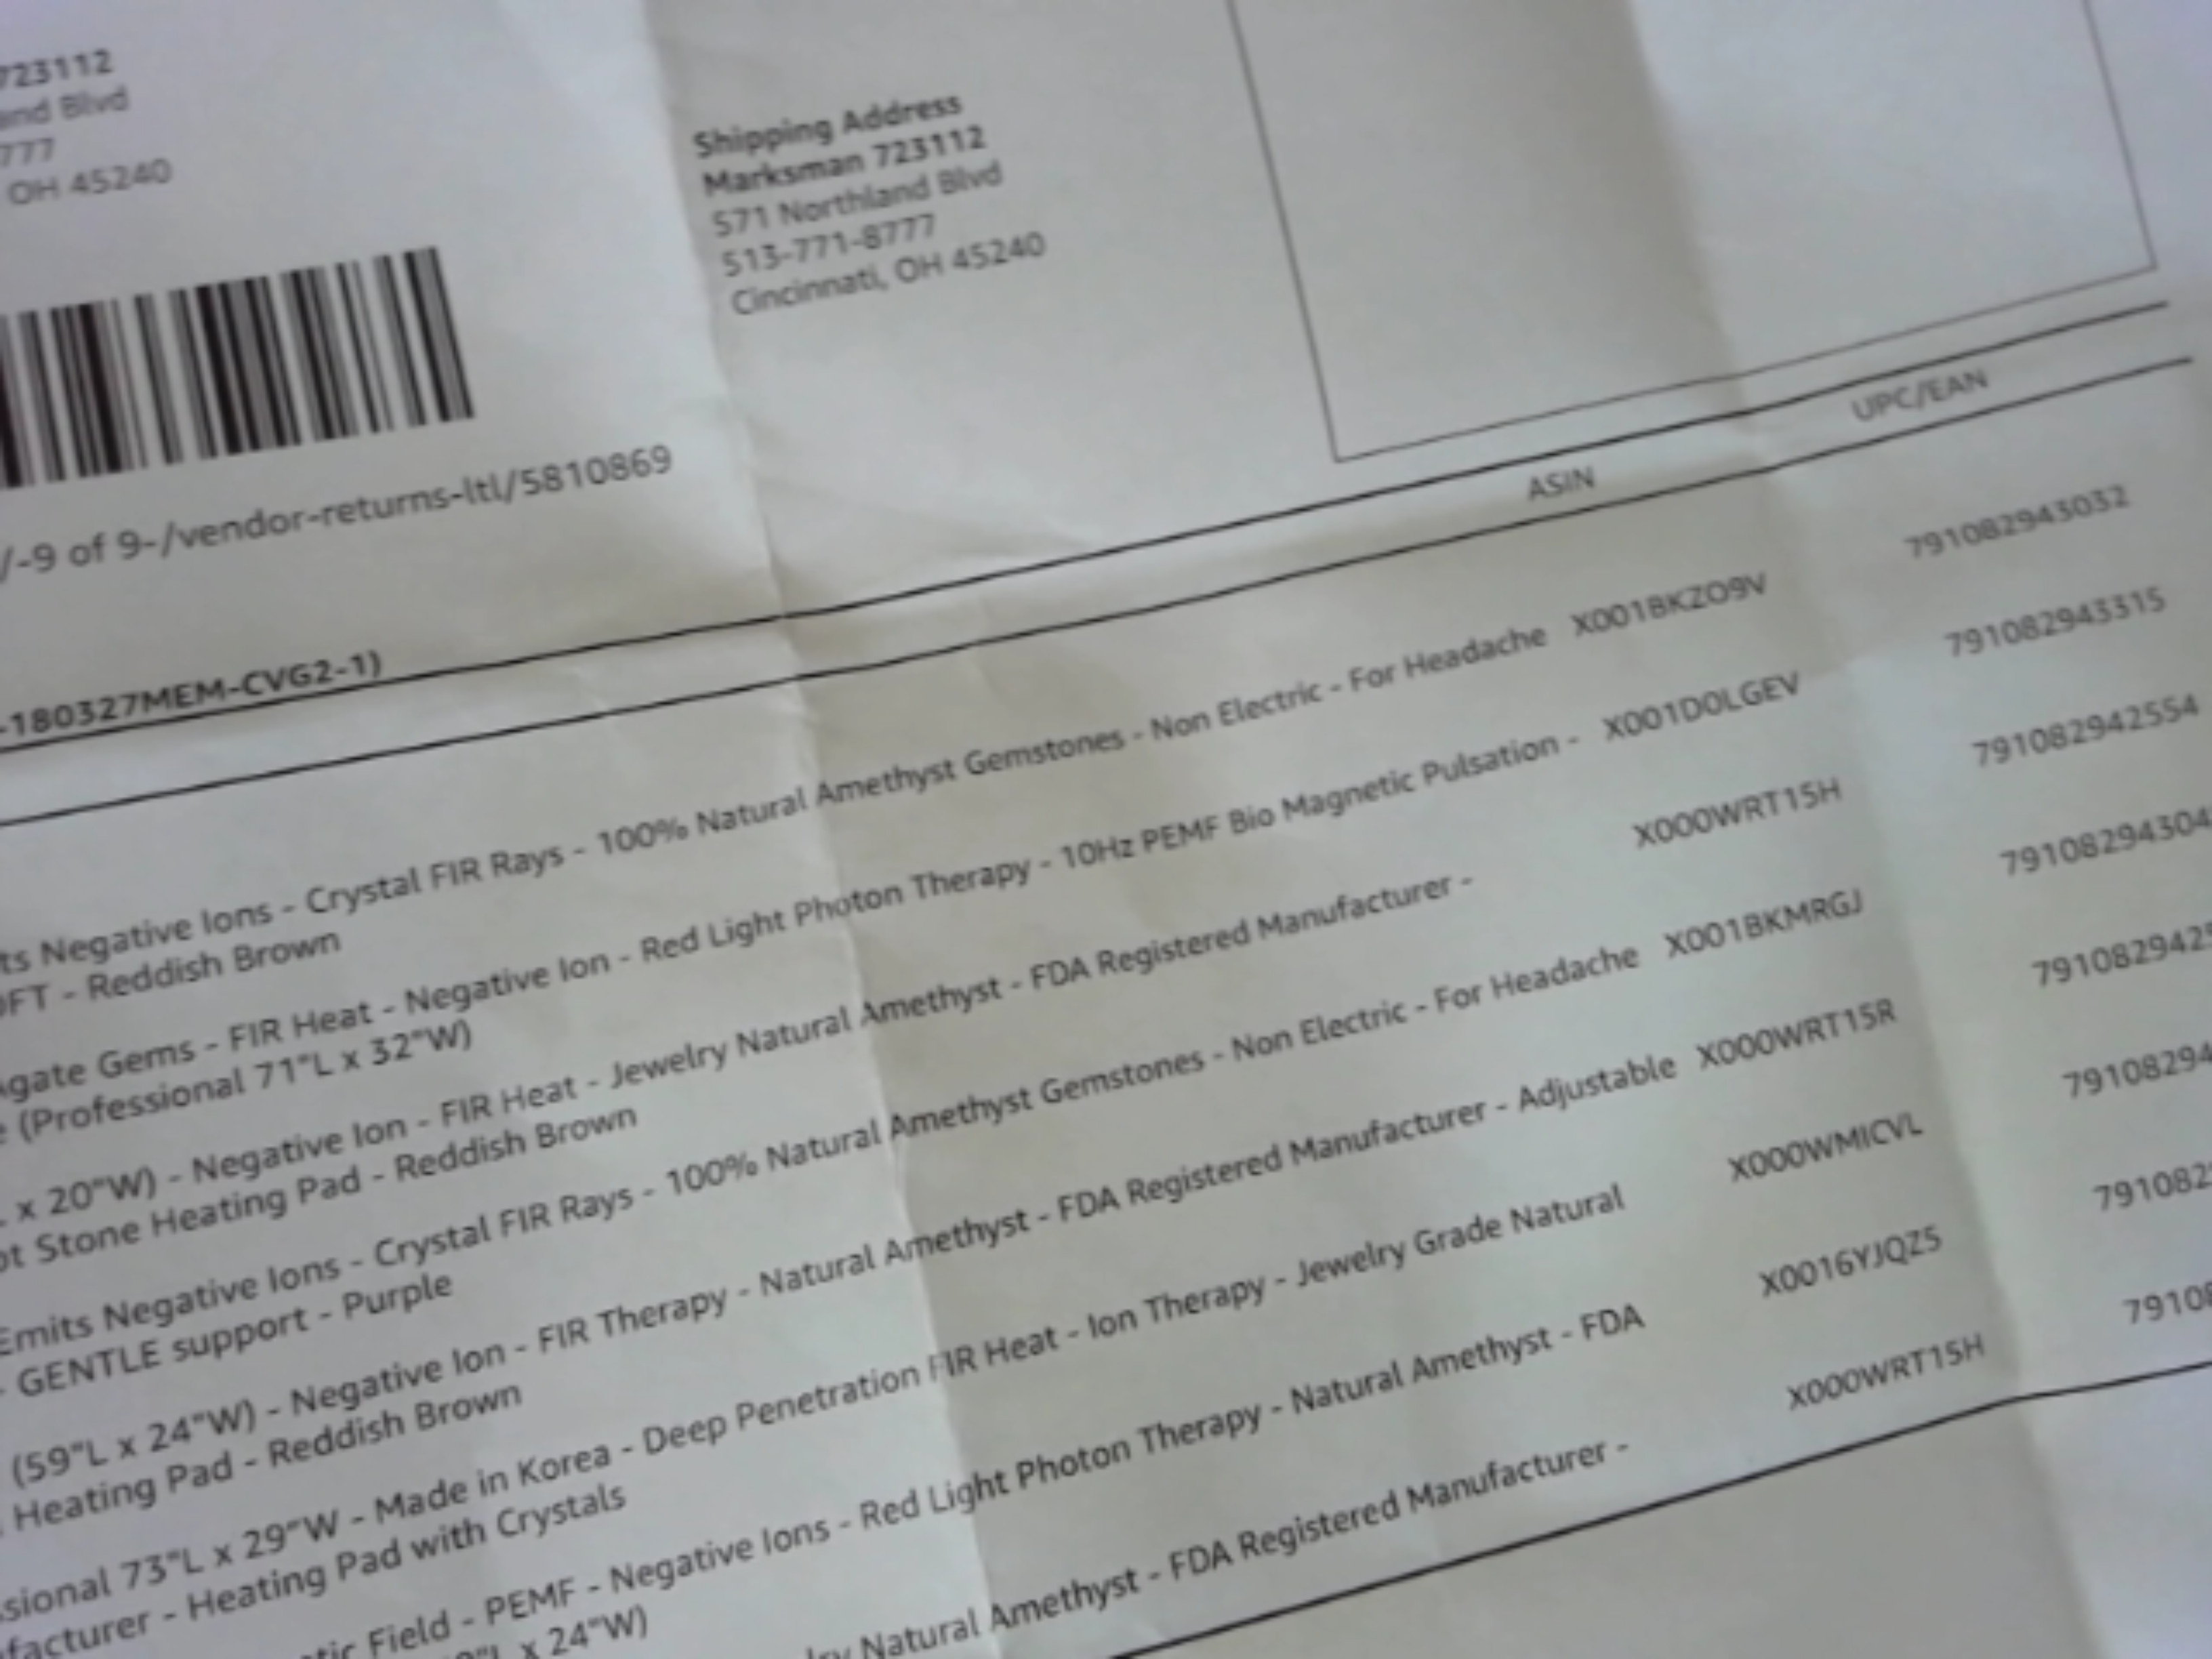 723112
Blvd
777
OH 45240
Shipping Address
Marksman 723112
571 Northland Blvd
513-771-8777
Cincinnati, OH 45240
/-9 of 9-/vendor-returns-ltl/5810869
-180327MEM-CVG2-1)
ASIN UPC/EAN
Negative Ions - Crystal FIR Rays - 100% Natural Amethyst Gemstones - Non Electric - For Headache X001BKZO9V 791082943032
- Reddish Brown
Gems - FIR Heat - Negative Ion - Red Light Photon Therapy - 10Hz PEMF Bio Magnetic Pulsation - X001D0LGEV 791082943315
(Professional 71"L x 32"W)
x 20"W) - Negative Ion - FIR Heat - Jewelry Natural Amethyst - FDA Registered Manufacturer - X000WRT15H 791082942554
Stone Heating Pad - Reddish Brown
Emits Negative Ions - Crystal FIR Rays - 100% Natural Amethyst Gemstones - Non Electric - For Headache X001BKMRGJ 79108294304
- GENTLE support - Purple
(59"L x 24"W) - Negative Ion - FIR Therapy - Natural Amethyst - FDA Registered Manufacturer - Adjustable X000WRT15R 7910829425
Heating Pad - Reddish Brown
73"L x 29"W - Made in Korea - Deep Penetration FIR Heat - Ion Therapy - Jewelry Grade Natural X000WMICVL 79108294
- Heating Pad with Crystals
Field - PEMF - Negative Ions - Red Light Photon Therapy - Natural Amethyst - FDA X0016YJQZ5 791082
x 24"W)
Natural Amethyst - FDA Registered Manufacturer - X000WRT15H 79108